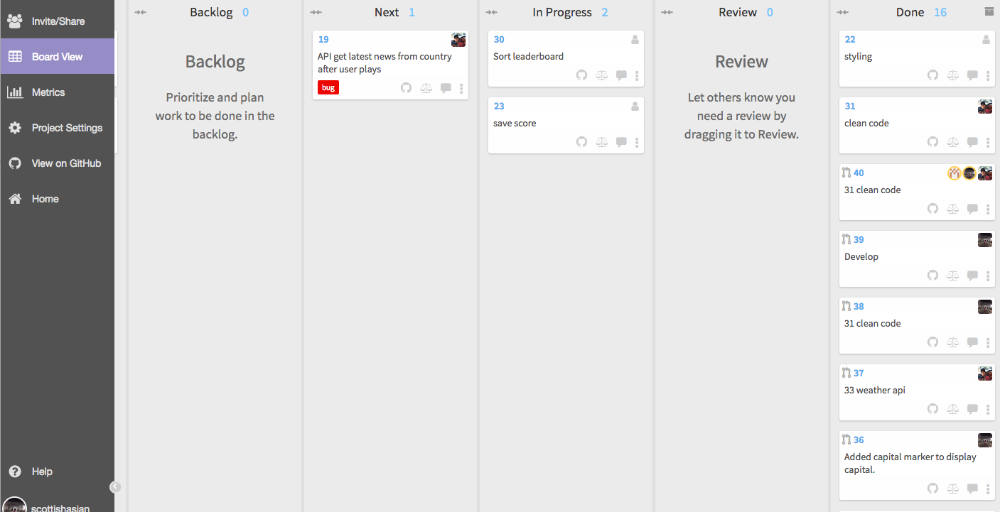 Invite/Share
Board View
Metrics
Project Settings
View on GitHub
Home
Help
scottishasian
Backlog 0
Backlog
Prioritize and plan
work to be done in the
backlog.
Next 1
19
API get latest news from country
after user plays
bug
In Progress 2
30
Sort leaderboard
23
save score
Review 0
Review
Let others know you
need a review by
dragging it to Review.
Done 16
22
styling
31
clean code
40
31 clean code
39
Develop
38
31 clean code
37
33 weather api
36
Added capital marker to display
capital.